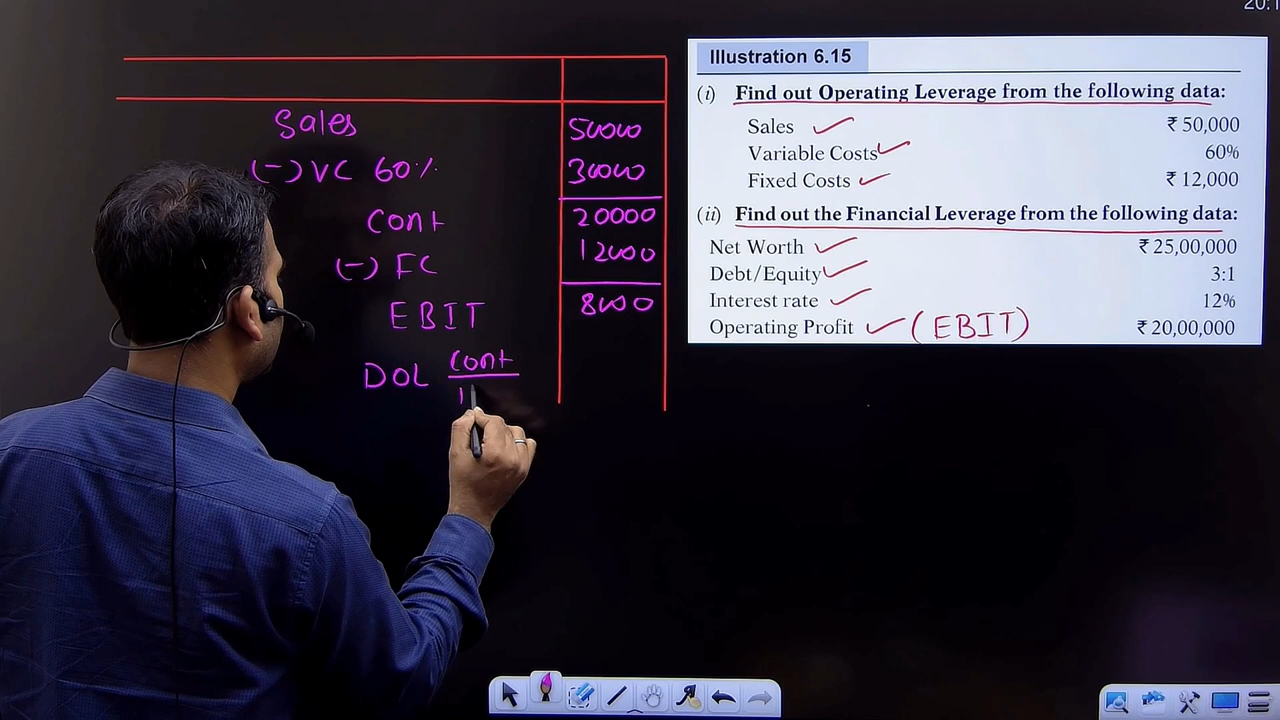 20:1
Sales 50000
(-) VC 60% 30000
Cont 20000
(-) FC 12000
EBIT 8000
DOL Cont
Illustration 6.15
(i) Find out Operating Leverage from the following data:
Sales ₹ 50,000
Variable Costs 60%
Fixed Costs ₹ 12,000
(ii) Find out the Financial Leverage from the following data:
Net Worth ₹ 25,00,000
Debt/Equity 3:1
Interest rate 12%
Operating Profit (EBIT) ₹ 20,00,000